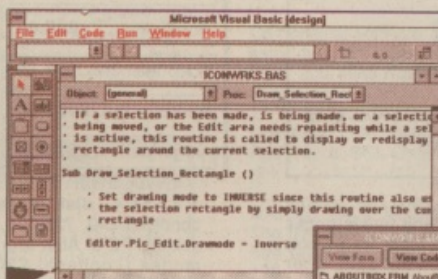 Microsoft Visual Basic [design]
File Edit Code Run Window Help
ICONWRKS.BAS
Object: (general) Proc: Draw_Selection_Rect
' If a selection has been made, is being made, or a selectio
' being moved, or the Edit area needs repainting while a sel
' is active, this routine is called to display or redisplay
' rectangle around the current selection.
'
Sub Draw_Selection_Rectangle ()
' Set drawing mode to INVERSE since this routine also us
' the selection rectangle by simply drawing over the cur
' rectangle
'
Editor.Pic_Edit.Drawmode = Inverse
View Form View Cod
ABOUTBOX.FRM